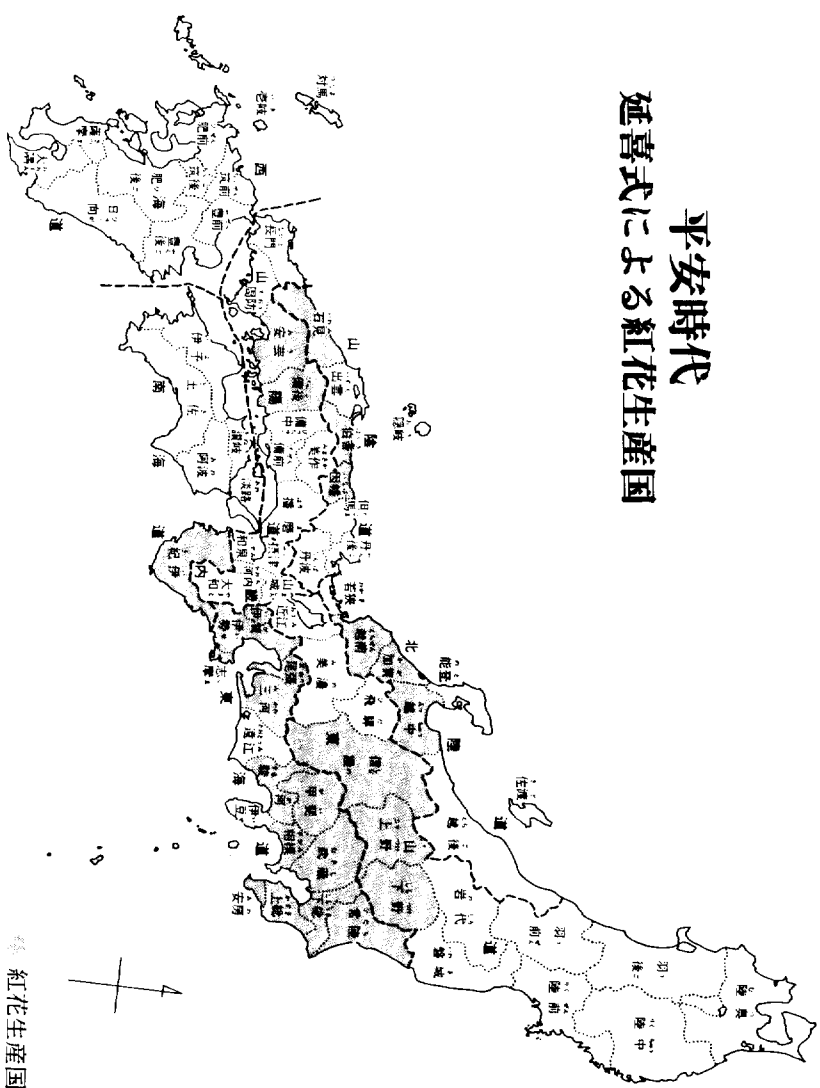 平安時代
延喜式による紅花生産国
対馬
壱岐
西
海
道
肥前
筑前
筑後
豊前
豊後
肥後
日向
薩摩
大隅
山
陽
道
長門
周防
安芸
備後
備中
備前
美作
播磨
山
陰
道
石見
出雲
隠岐
伯耆
因幡
但馬
丹後
丹波
南
海
道
伊予
土佐
讃岐
阿波
淡路
紀伊
畿
内
摂津
和泉
河内
山城
大和
北
陸
道
若狭
越前
加賀
能登
越中
越後
佐渡
東
山
道
近江
美濃
飛騨
信濃
上野
下野
岩代
磐城
羽前
羽後
陸前
陸中
陸奥
東
海
道
伊賀
伊勢
志摩
尾張
三河
遠江
駿河
伊豆
甲斐
相模
武蔵
上総
下総
安房
常陸
紅花生産国